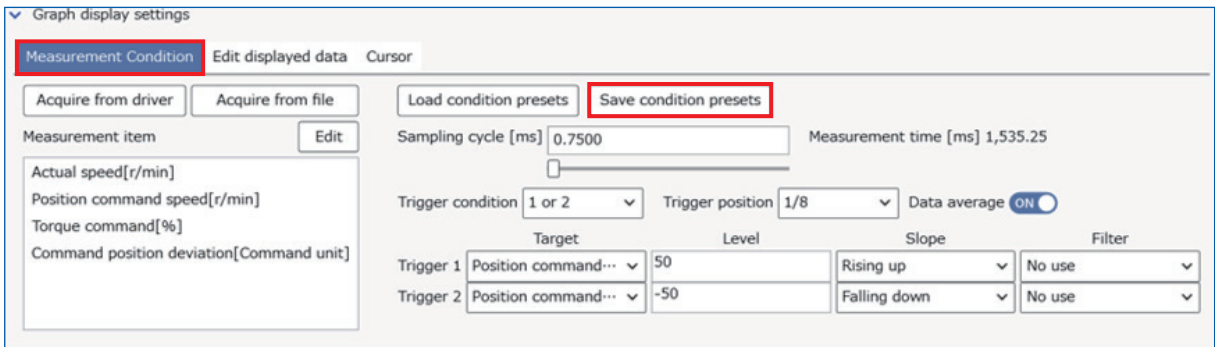 Graph display settings
Measurement Condition Edit displayed data Cursor
Acquire from driver Acquire from file Load condition presets Save condition presets
Measurement item Edit Sampling cycle [ms] 0.7500 Measurement time [ms] 1,535.25
Actual speed[r/min]
Position command speed[r/min]
Torque command[%]
Command position deviation[Command unit]
Trigger condition 1 or 2 Trigger position 1/8 Data average ON
Target Level Slope Filter
Trigger 1 Position command… 50 Rising up No use
Trigger 2 Position command… -50 Falling down No use